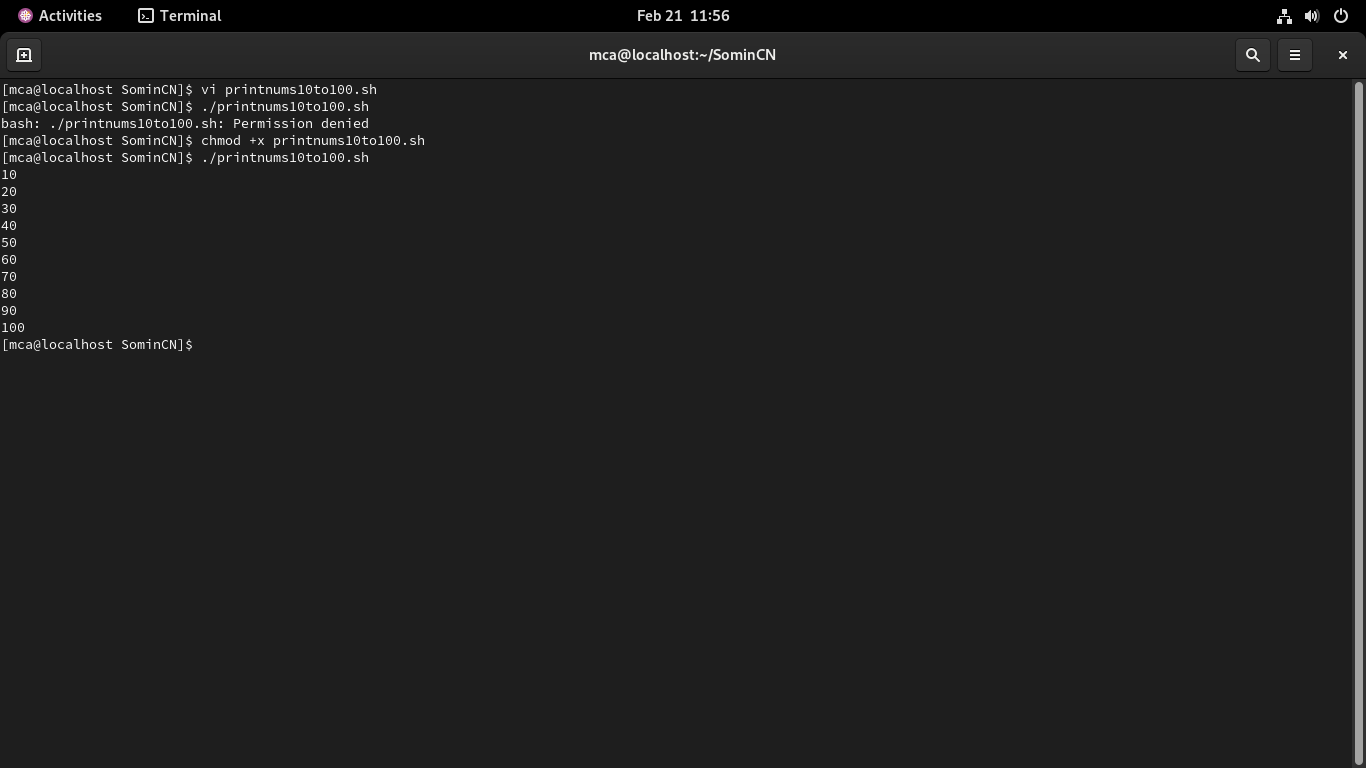 Activities Terminal Feb 21 11:56
mca@localhost:~/SominCN
[mca@localhost SominCN]$ vi printnums10to100.sh
[mca@localhost SominCN]$ ./printnums10to100.sh
bash: ./printnums10to100.sh: Permission denied
[mca@localhost SominCN]$ chmod +x printnums10to100.sh
[mca@localhost SominCN]$ ./printnums10to100.sh
10
20
30
40
50
60
70
80
90
100
[mca@localhost SominCN]$